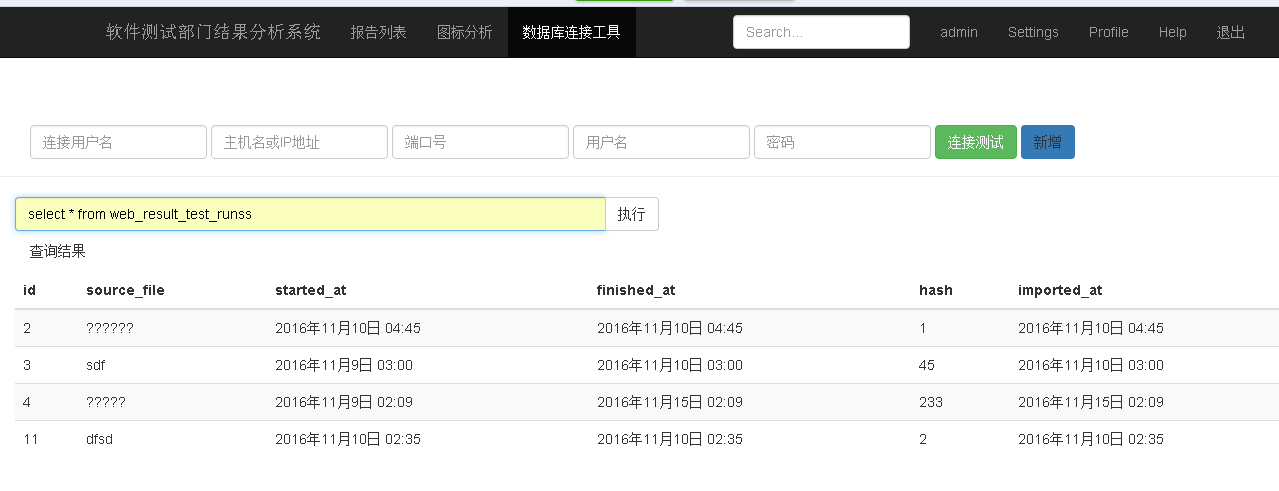 软件测试部门结果分析系统 报告列表 图标分析 数据库连接工具 Search... admin Settings Profile Help 退出
连接用户名 主机名或IP地址 端口号 用户名 密码 连接测试 新增
select * from web_result_test_runss 执行
查询结果
id source_file started_at finished_at hash imported_at
2 ?????? 2016年11月10日 04:45 2016年11月10日 04:45 1 2016年11月10日 04:45
3 sdf 2016年11月9日 03:00 2016年11月10日 03:00 45 2016年11月10日 03:00
4 ????? 2016年11月9日 02:09 2016年11月15日 02:09 233 2016年11月15日 02:09
11 dfsd 2016年11月10日 02:35 2016年11月10日 02:35 2 2016年11月10日 02:35